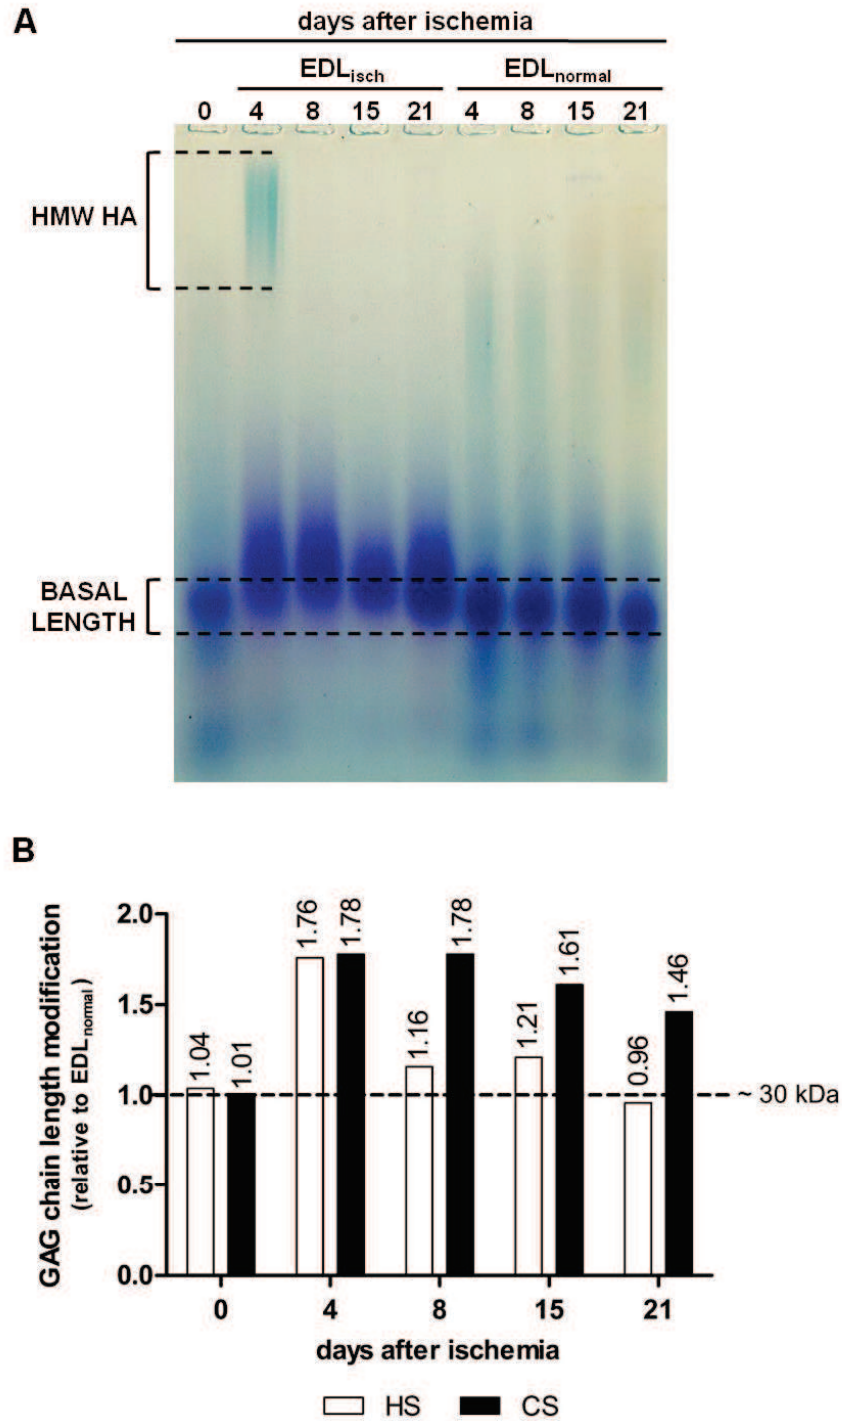 A
days after ischemia
EDLisch EDLnormal
0 4 8 15 21 4 8 15 21
HMW HA
BASAL
LENGTH
B
GAG chain length modification
(relative to EDLnormal)
2.0
1.5
1.0
0.5
0.0
1.04 1.01 1.76 1.78 1.16 1.78 1.21 1.61 0.96 1.46
~ 30 kDa
0 4 8 15 21
days after ischemia
HS CS